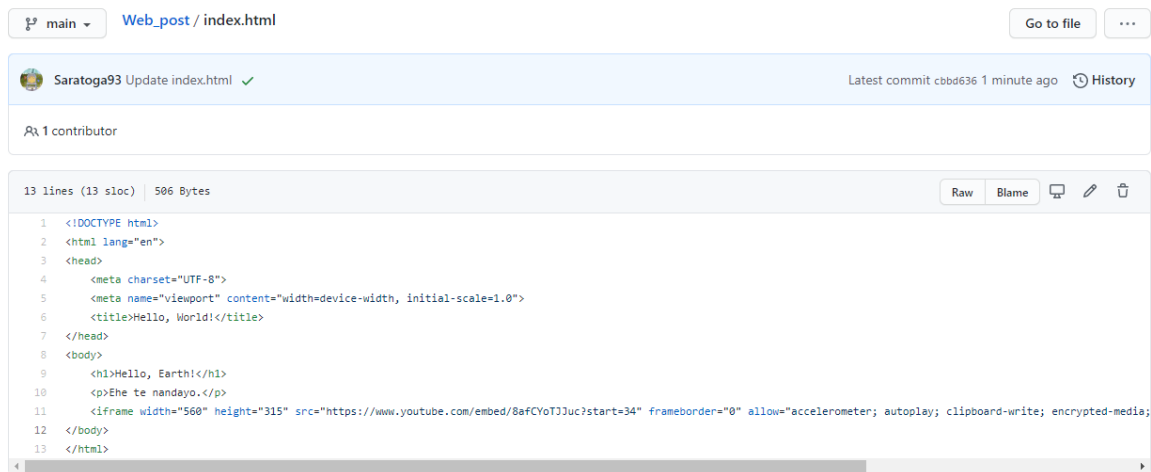 main
Web_post / index.html
Go to file
...
Saratoga93 Update index.html
Latest commit cbbd636 1 minute ago
History
1 contributor
13 lines (13 sloc) 506 Bytes
Raw
Blame
1 <!DOCTYPE html>
2 <html lang="en">
3 <head>
4 <meta charset="UTF-8">
5 <meta name="viewport" content="width=device-width, initial-scale=1.0">
6 <title>Hello, World!</title>
7 </head>
8 <body>
9 <h1>Hello, Earth!</h1>
10 <p>Ehe te nandayo.</p>
11 <iframe width="560" height="315" src="https://www.youtube.com/embed/8afCYoTJJuc?start=34" frameborder="0" allow="accelerometer; autoplay; clipboard-write; encrypted-media;
12 </body>
13 </html>